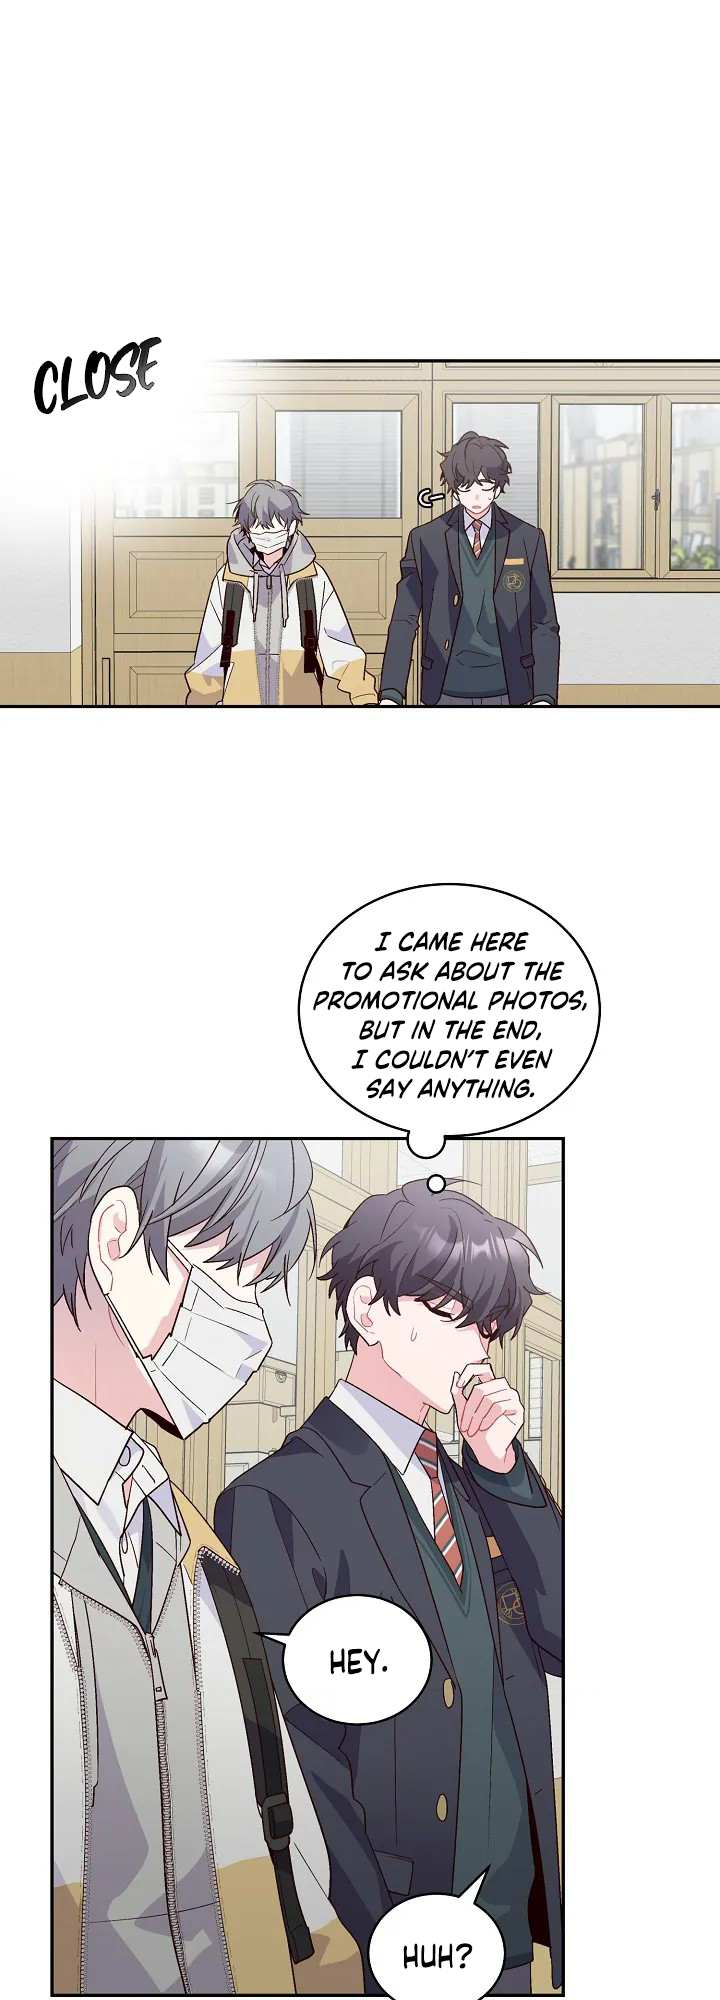 CLOSE
I CAME HERE
TO ASK ABOUT THE
PROMOTIONAL PHOTOS,
BUT IN THE END,
I COULDN'T EVEN
SAY ANYTHING.
HEY.
HUH?